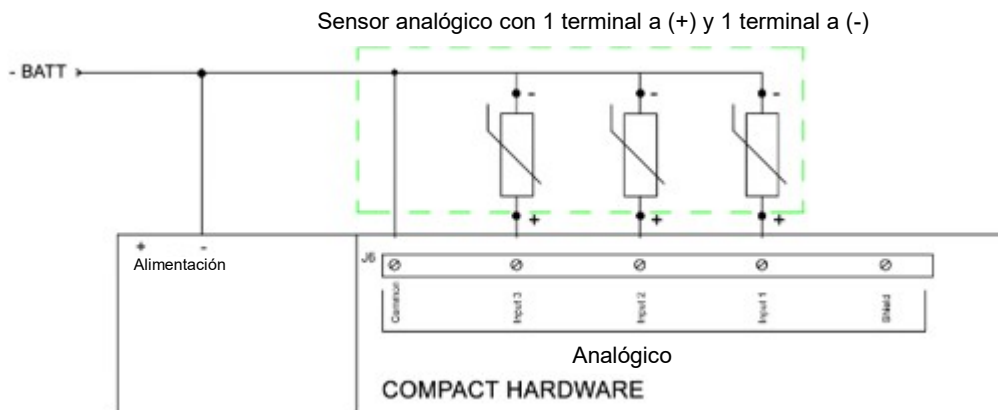 Sensor analógico con 1 terminal a (+) y 1 terminal a (-)
- BATT
- - -
+ + +
+ -
Alimentación
J6
Common
Input 3
Input 2
Input 1
Shield
Analógico
COMPACT HARDWARE